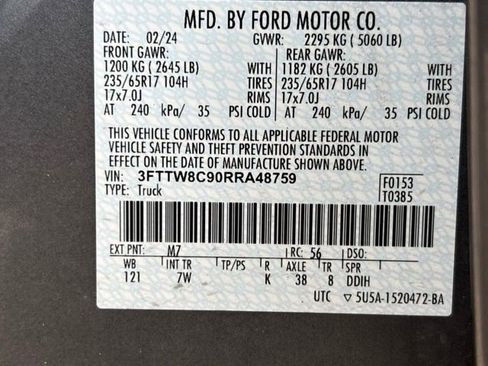 MFD. BY FORD MOTOR CO.
DATE: 02/24 GVWR: 2295 KG ( 5060 LB)
FRONT GAWR: REAR GAWR:
1200 KG ( 2645 LB) WITH 1182 KG ( 2605 LB) WITH
235/65R17 104H TIRES 235/65R17 104H TIRES
17x7.0J RIMS 17x7.0J RIMS
AT 240 kPa/ 35 PSI COLD AT 240 kPa/ 35 PSI COLD
THIS VEHICLE CONFORMS TO ALL APPLICABLE FEDERAL MOTOR
VEHICLE SAFETY AND THEFT PREVENTION STANDARDS IN
EFFECT ON THE DATE OF MANUFACTURE SHOWN ABOVE.
VIN: 3FTTW8C90RRA48759 F0153
TYPE: Truck T0385
EXT PNT: M7 RC: 56 DSO:
WB INT TR TP/PS R AXLE TR SPR
121 7W K 38 8 DDIH
UTC ▽5U5A-1520472-BA